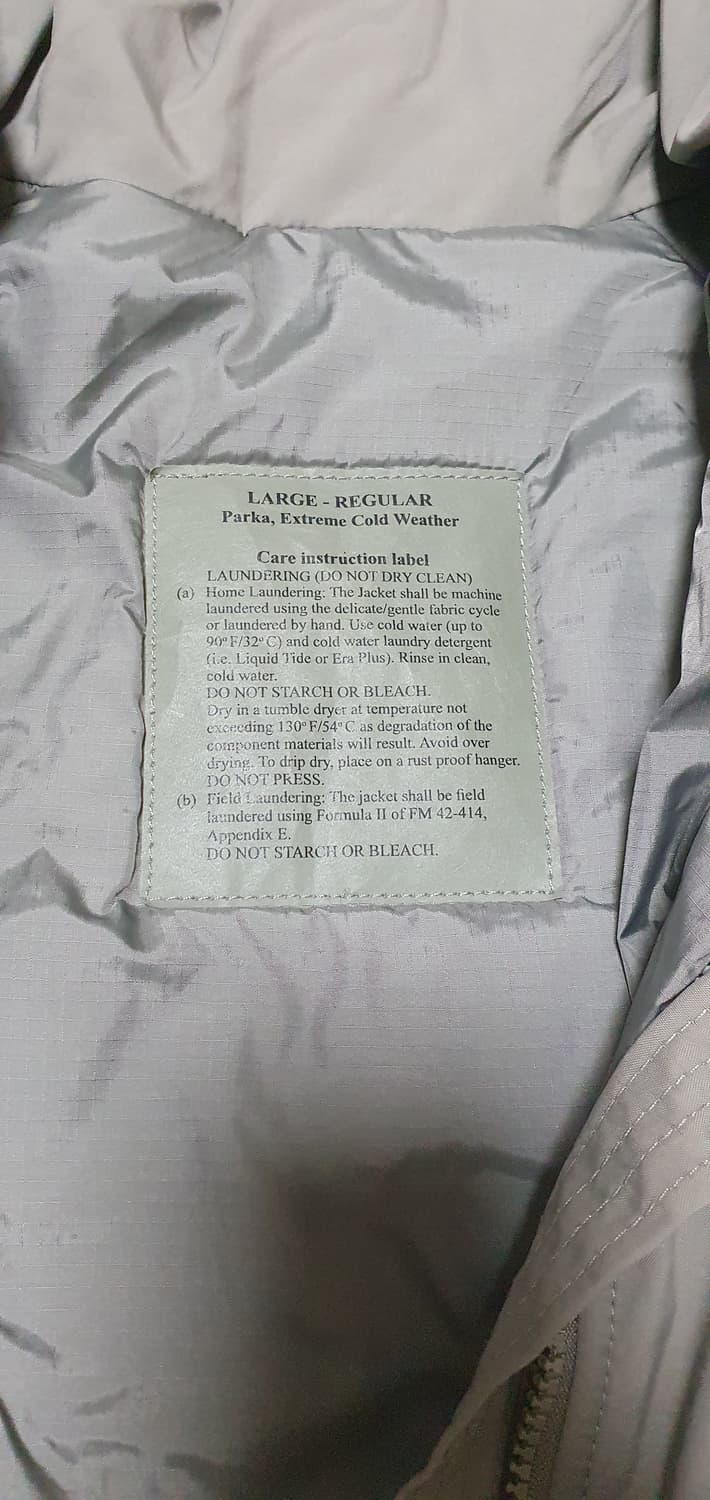 LARGE - REGULAR
Parka, Extreme Cold Weather
Care instruction label
LAUNDERING (DO NOT DRY CLEAN)
(a) Home Laundering: The Jacket shall be machine
laundered using the delicate/gentle fabric cycle
or laundered by hand. Use cold water (up to
90° F/32° C) and cold water laundry detergent
(i.e. Liquid Tide or Era Plus). Rinse in clean,
cold water.
DO NOT STARCH OR BLEACH.
Dry in a tumble dryer at temperature not
exceeding 130° F/54° C as degradation of the
component materials will result. Avoid over
drying. To drip dry, place on a rust proof hanger.
DO NOT PRESS.
(b) Field Laundering: The jacket shall be field
laundered using Formula II of FM 42-414,
Appendix E.
DO NOT STARCH OR BLEACH.